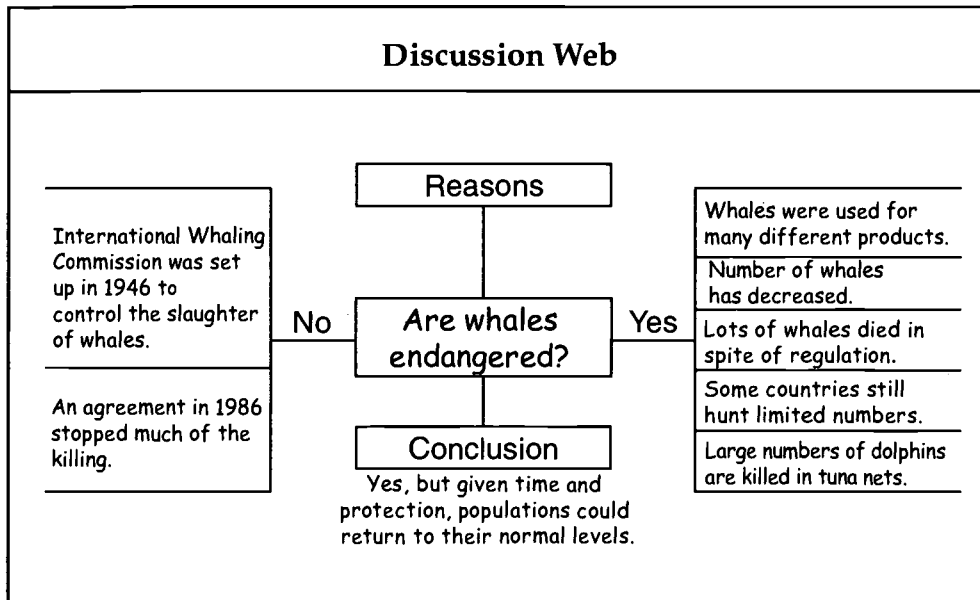 Discussion Web
Reasons
International Whaling
Commission was set
up in 1946 to
control the slaughter
of whales.
An agreement in 1986
stopped much of the
killing.
No
Are whales
endangered?
Yes
Whales were used for
many different products.
Number of whales
has decreased.
Lots of whales died in
spite of regulation.
Some countries still
hunt limited numbers.
Large numbers of dolphins
are killed in tuna nets.
Conclusion
Yes, but given time and
protection, populations could
return to their normal levels.